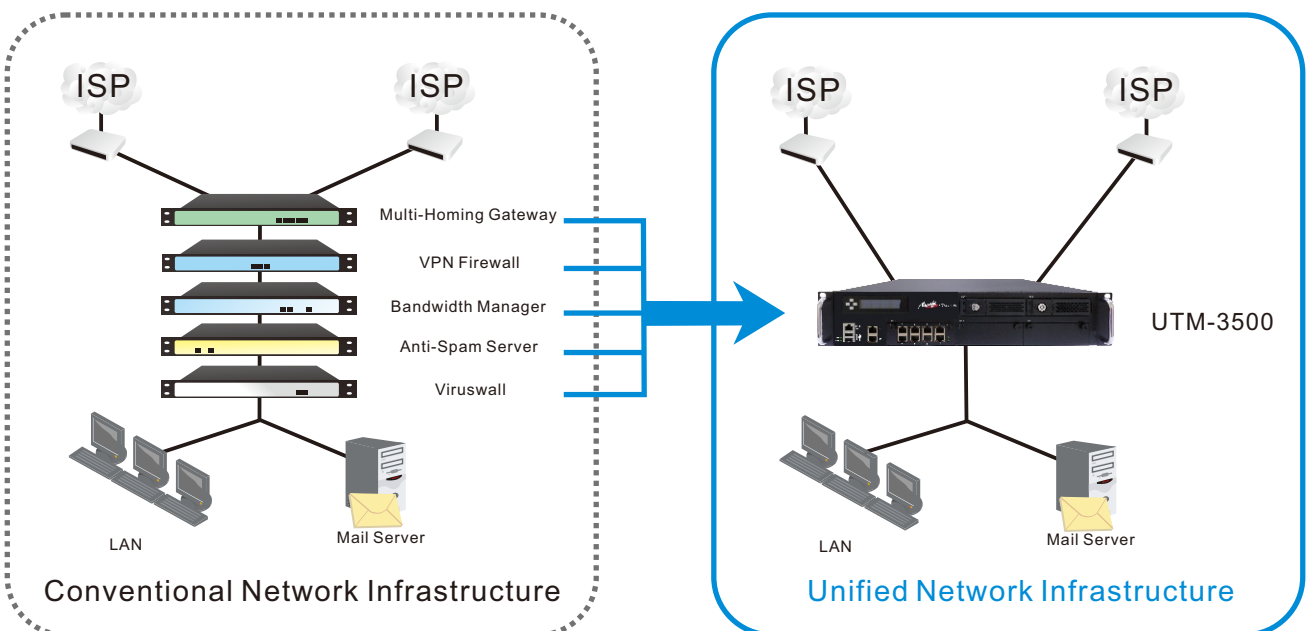 ISP
ISP
Multi-Homing Gateway
VPN Firewall
Bandwidth Manager
Anti-Spam Server
Viruswall
LAN
Mail Server
Conventional Network Infrastructure
ISP
ISP
UTM-3500
LAN
Mail Server
Unified Network Infrastructure